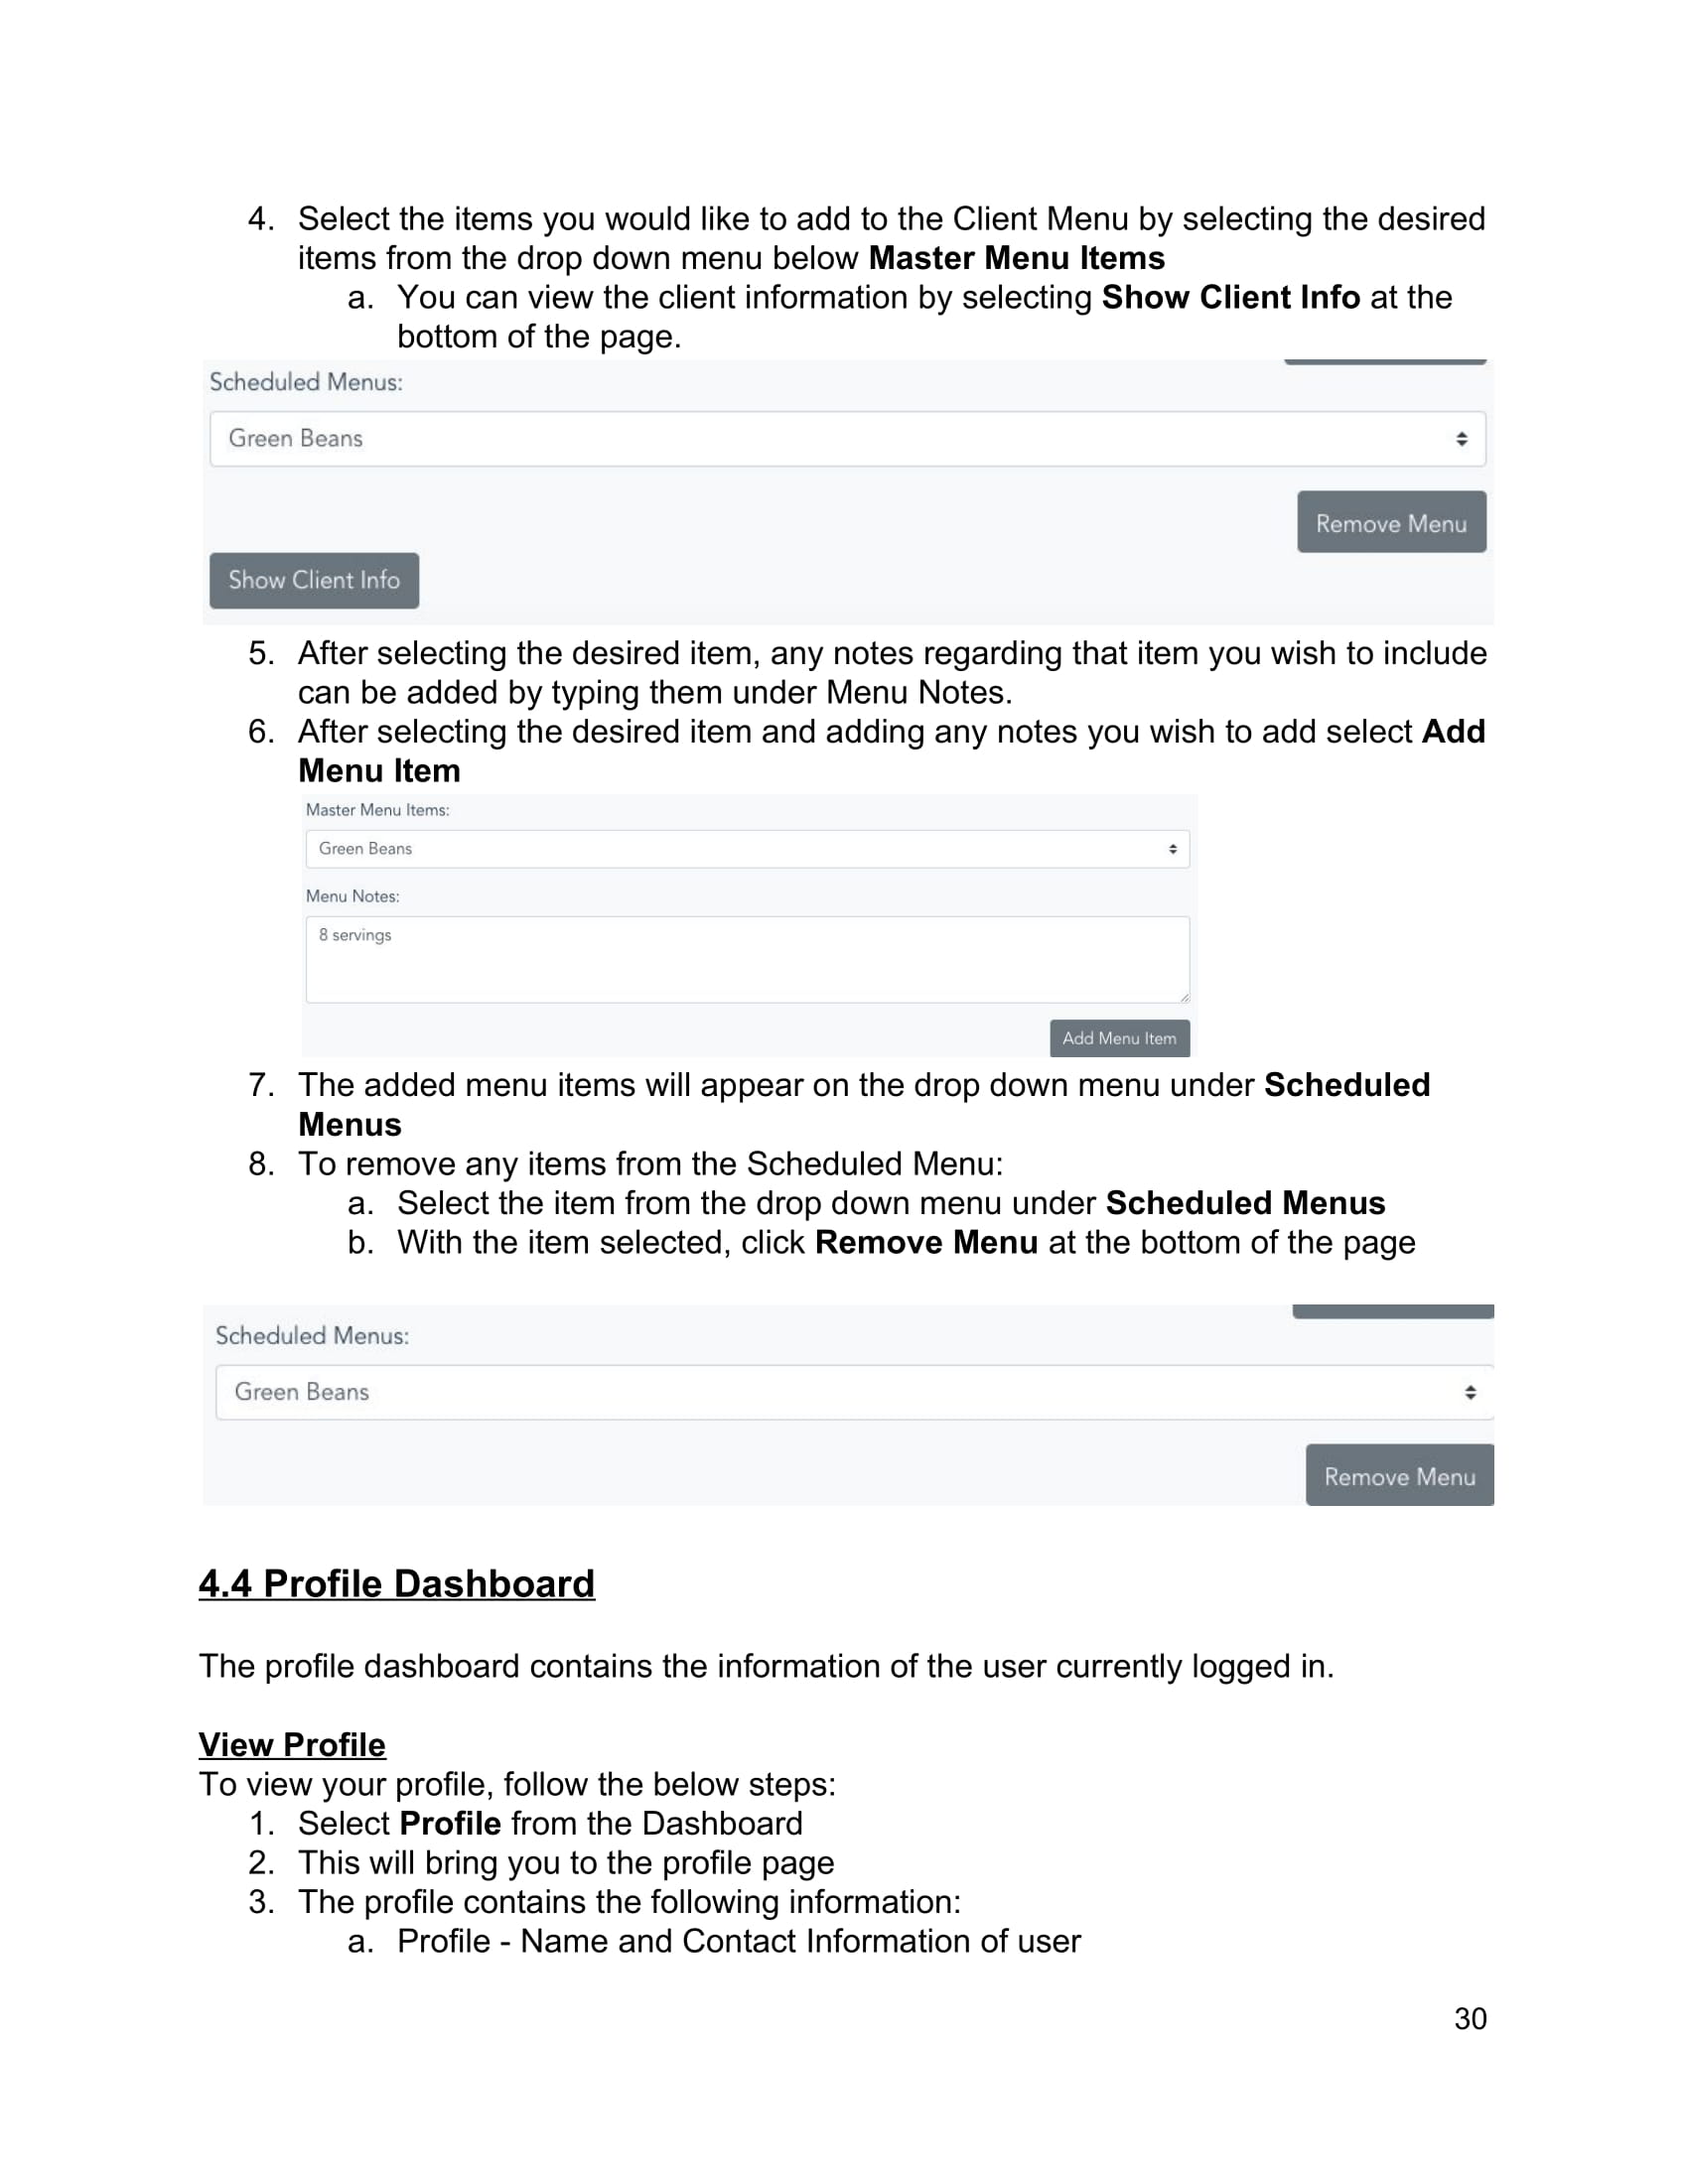 4. Select the items you would like to add to the Client Menu by selecting the desired
items from the drop down menu below Master Menu Items
a. You can view the client information by selecting Show Client Info at the
bottom of the page.
Scheduled Menus:
Green Beans
Remove Menu
Show Client Info
5. After selecting the desired item, any notes regarding that item you wish to include
can be added by typing them under Menu Notes.
6. After selecting the desired item and adding any notes you wish to add select Add
Menu Item
Master Menu Items:
Green Beans
Menu Notes:
8 servings
Add Menu Item
7. The added menu items will appear on the drop down menu under Scheduled
Menus
8. To remove any items from the Scheduled Menu:
a. Select the item from the drop down menu under Scheduled Menus
b. With the item selected, click Remove Menu at the bottom of the page
Scheduled Menus:
Green Beans
Remove Menu
4.4 Profile Dashboard
The profile dashboard contains the information of the user currently logged in.
View Profile
To view your profile, follow the below steps:
1. Select Profile from the Dashboard
2. This will bring you to the profile page
3. The profile contains the following information:
a. Profile - Name and Contact Information of user
30